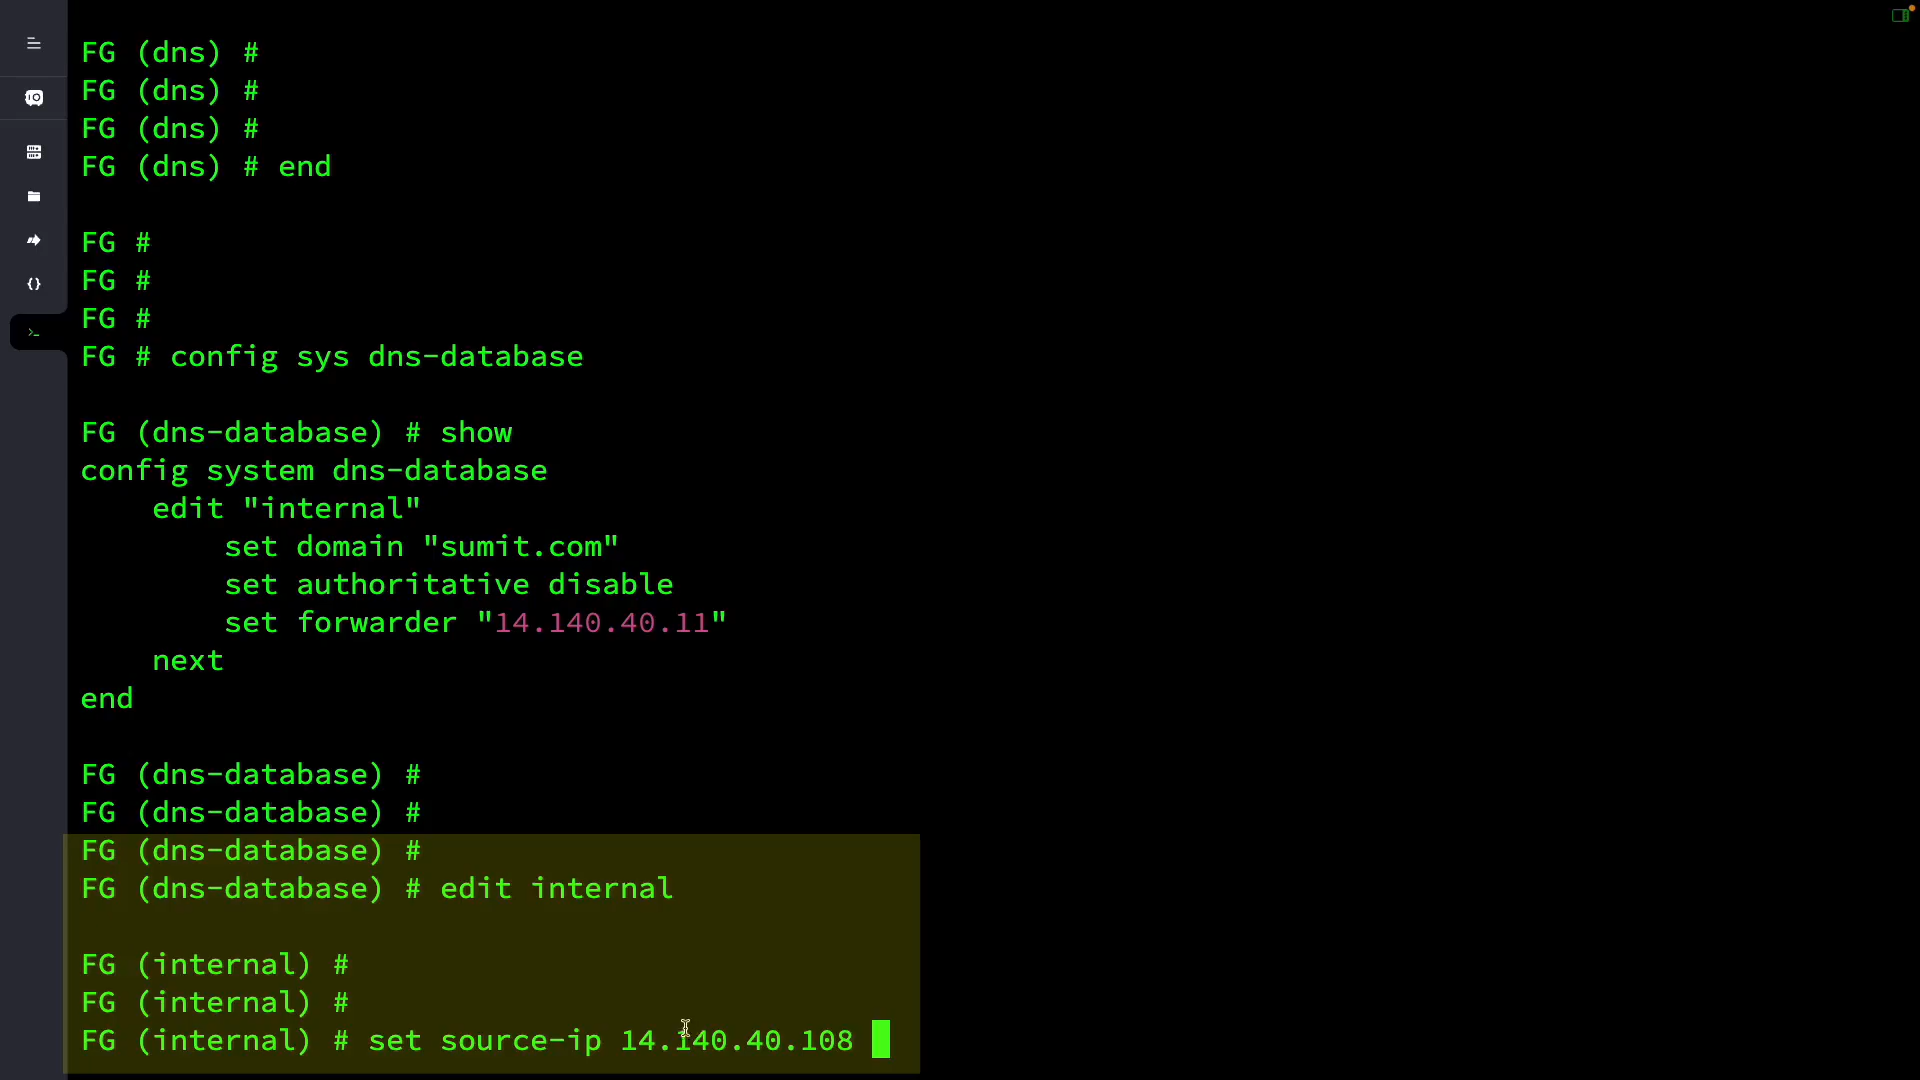 FG (dns) #
FG (dns) #
FG (dns) #
FG (dns) # end
FG #
FG #
FG #
FG # config sys dns-database
FG (dns-database) # show
config system dns-database
    edit "internal"
        set domain "sumit.com"
        set authoritative disable
        set forwarder "14.140.40.11"
    next
end
FG (dns-database) #
FG (dns-database) #
FG (dns-database) #
FG (dns-database) # edit internal
FG (internal) #
FG (internal) #
FG (internal) # set source-ip 14.140.40.108